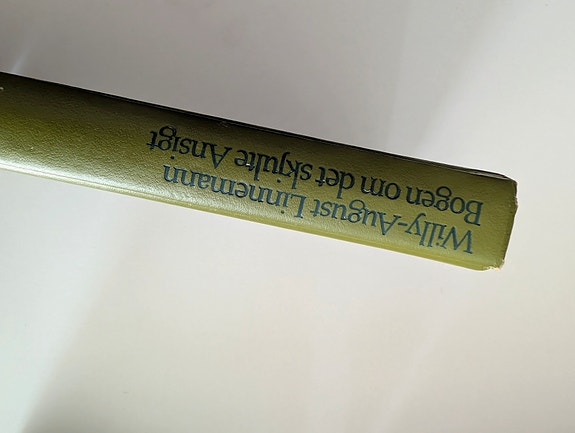 Willy-August Linnemann
Bogen om det skjulte Ansigt